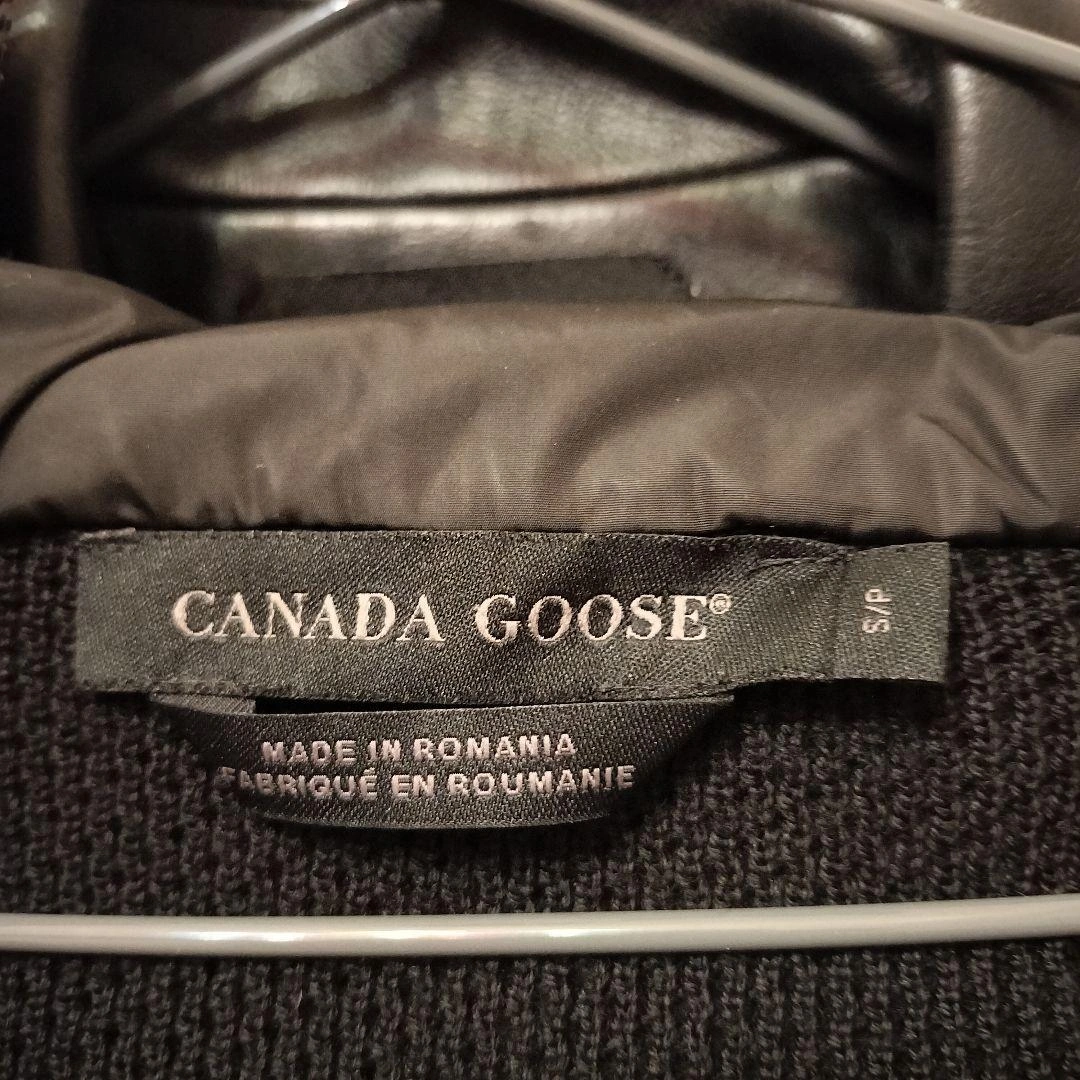 CANADA GOOSE®
S/P
MADE IN ROMANIA
FABRIQUÉ EN ROUMANIE